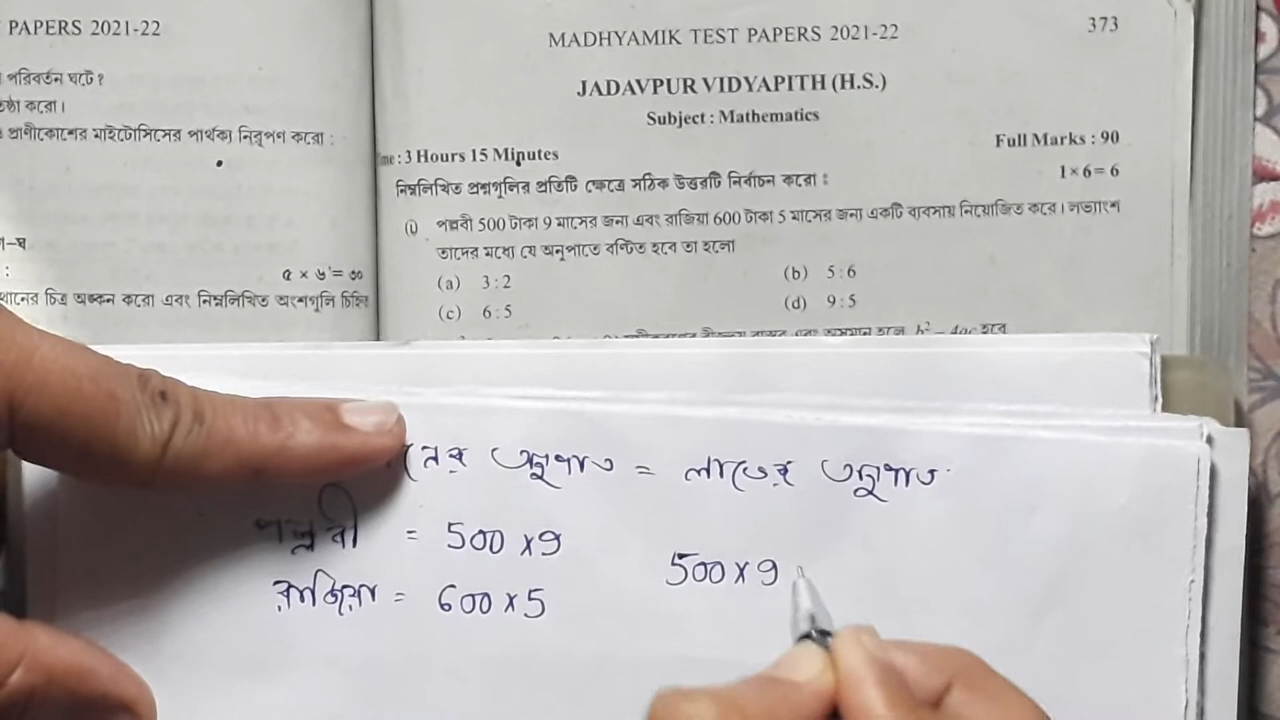 PAPERS 2021-22
পরিবর্তন ঘটে?
করো।
প্রাণীকোশের মাইটোসিসের পার্থক্য নিরূপণ করো :
৫ × ৬ = ৩০
চিত্র অঙ্কন করো এবং নিম্নলিখিত অংশগুলি
MADHYAMIK TEST PAPERS 2021-22
373
JADAVPUR VIDYAPITH (H.S.)
Subject : Mathematics
: 3 Hours 15 Minutes
Full Marks : 90
নিম্নলিখিত প্রশ্নগুলির প্রতিটি ক্ষেত্রে সঠিক উত্তরটি নির্বাচন করো :
1×6=6
(i) পল্লবী 500 টাকা 9 মাসের জন্য এবং রাজিয়া 600 টাকা 5 মাসের জন্য একটি ব্যবসায় নিয়োজিত করে। লভ্যাংশ
তাদের মধ্যে যে অনুপাতে বণ্টিত হবে তা হলো
(a) 3:2
(b) 5:6
(c) 6:5
(d) 9:5
অনুপাত = লাভের অনুপাত
পল্লবী = 500 × 9
রাজিয়া = 600 × 5
500 × 9